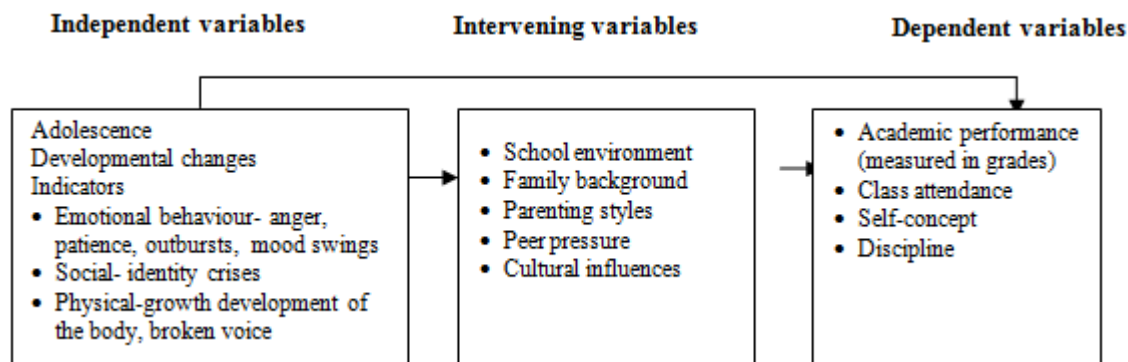 Independent variables
Intervening variables
Dependent variables
Adolescence
Developmental changes
Indicators
• Emotional behaviour- anger,
patience, outbursts, mood swings
• Social- identity crises
• Physical-growth development of
the body, broken voice
• School environment
• Family background
• Parenting styles
• Peer pressure
• Cultural influences
• Academic performance
(measured in grades)
• Class attendance
• Self-concept
• Discipline